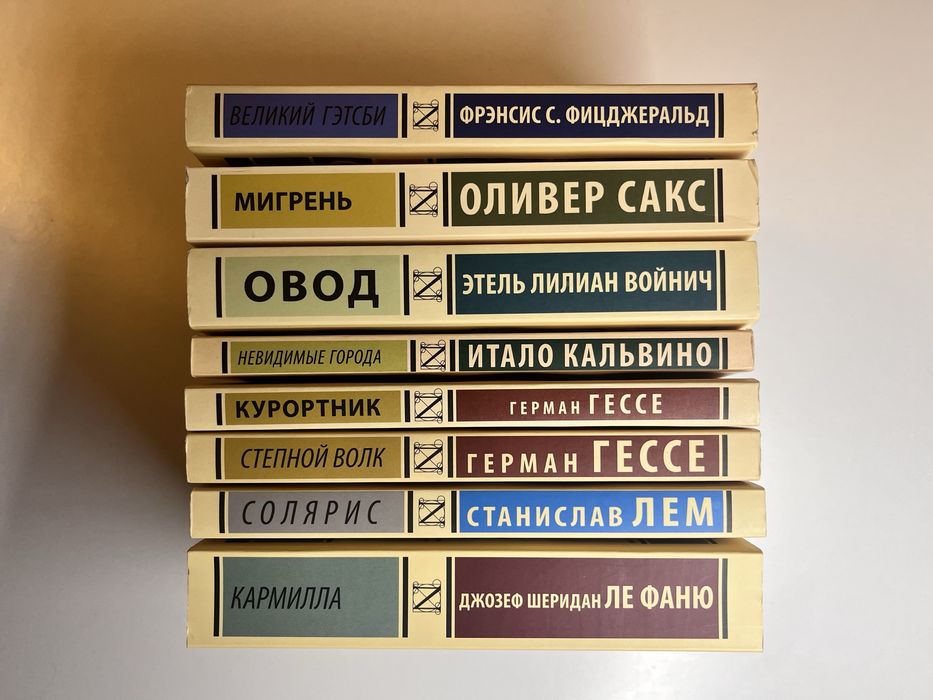 ВЕЛИКИЙ ГЭТСБИ ФРЭНСИС С. ФИЦДЖЕРАЛЬД
МИГРЕНЬ ОЛИВЕР САКС
ОВОД ЭТЕЛЬ ЛИЛИАН ВОЙНИЧ
НЕВИДИМЫЕ ГОРОДА ИТАЛО КАЛЬВИНО
КУРОРТНИК ГЕРМАН ГЕССЕ
СТЕПНОЙ ВОЛК ГЕРМАН ГЕССЕ
СОЛЯРИС СТАНИСЛАВ ЛЕМ
КАРМИЛЛА ДЖОЗЕФ ШЕРИДАН ЛЕ ФАНЮ